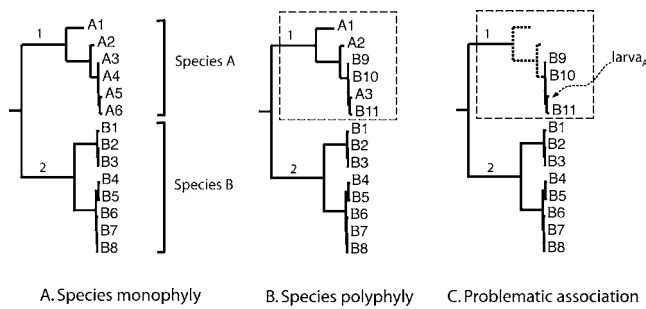 1
A1
A2
A3
A4
A5
A6
Species A
2
B1
B2
B3
B4
B5
B6
B7
B8
Species B
A. Species monophyly
1
A1
A2
B9
B10
A3
B11
2
B1
B2
B3
B4
B5
B6
B7
B8
B. Species polyphyly
1
B9
B10
B11
larvaA
2
B1
B2
B3
B4
B5
B6
B7
B8
C. Problematic association